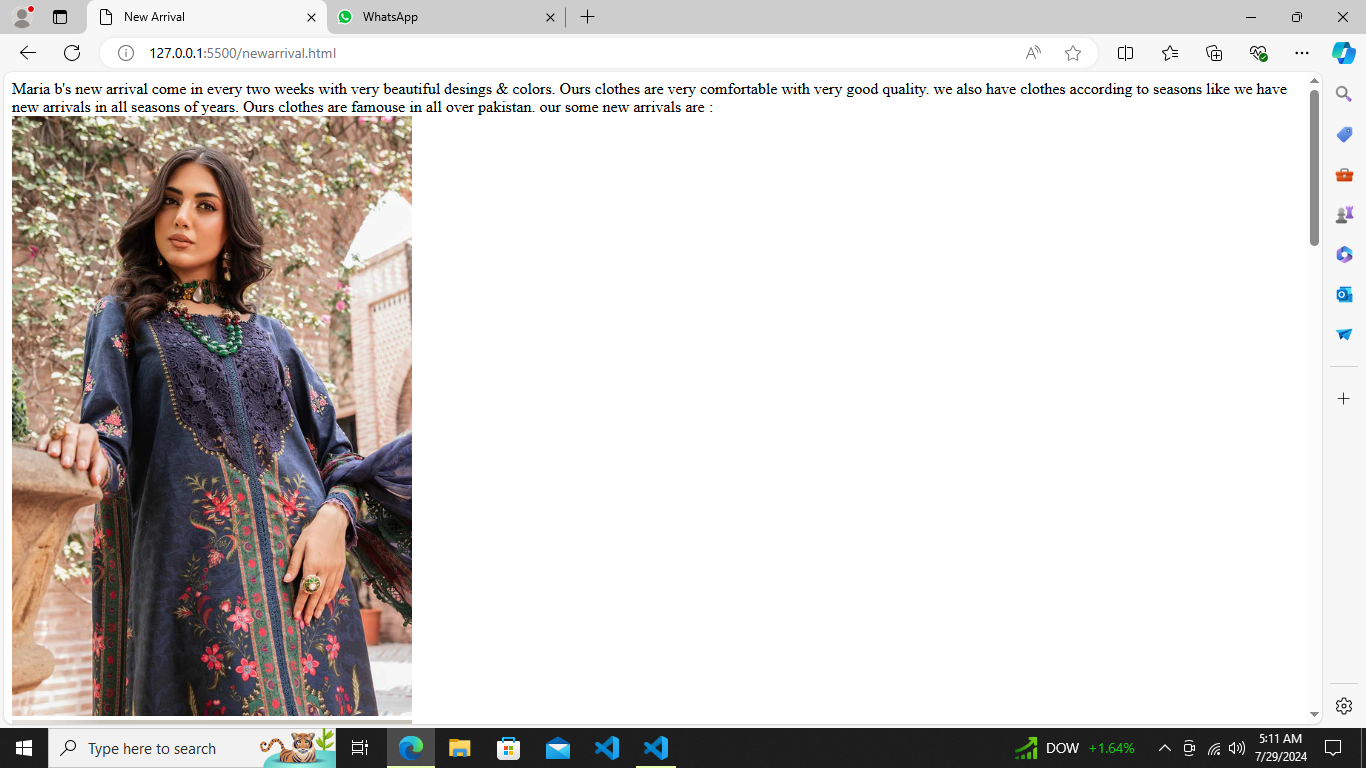 New Arrival
WhatsApp
127.0.0.1:5500/newarrival.html
Maria b's new arrival come in every two weeks with very beautiful desings & colors. Ours clothes are very comfortable with very good quality. we also have clothes according to seasons like we have
new arrivals in all seasons of years. Ours clothes are famouse in all over pakistan. our some new arrivals are :
Type here to search
DOW +1.64%
5:11 AM
7/29/2024